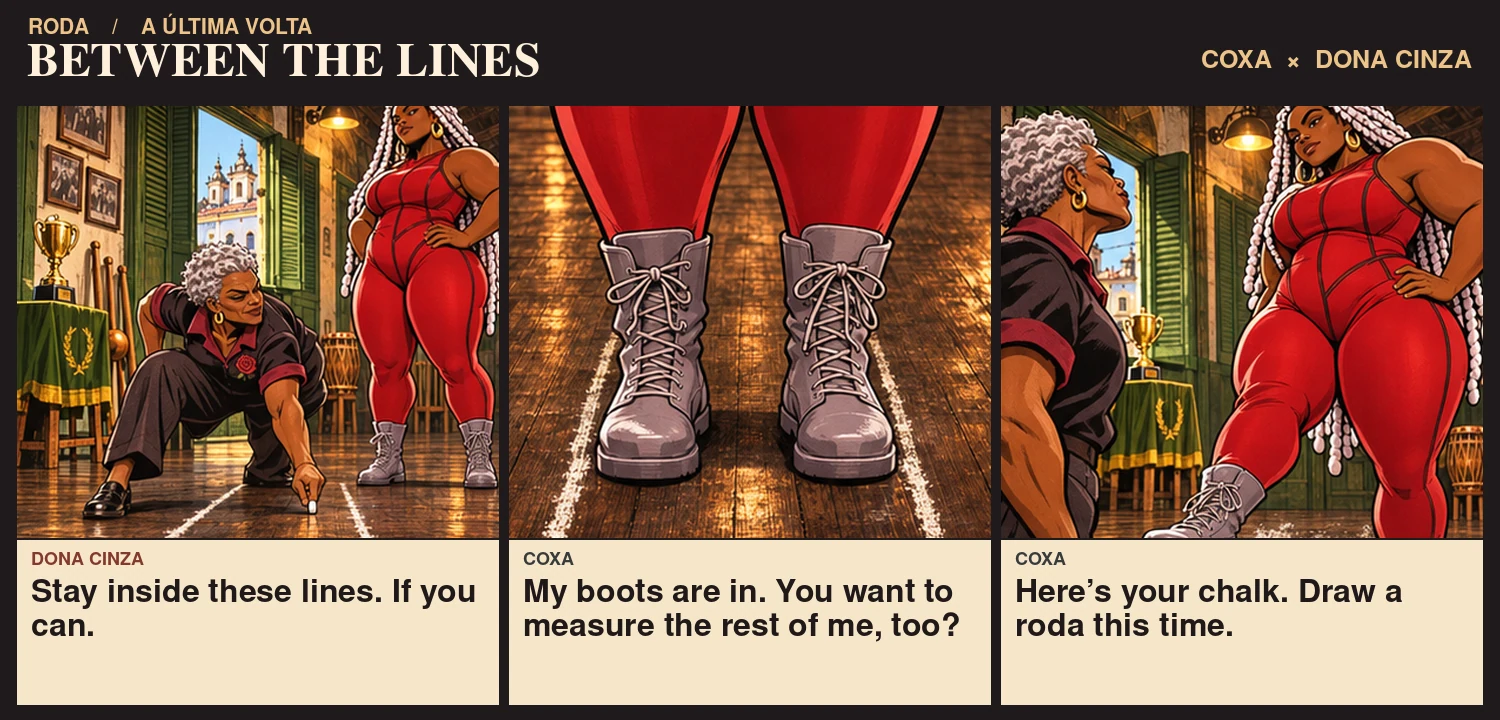 RODA / A ÚLTIMA VOLTA
BETWEEN THE LINES
COXA × DONA CINZA
DONA CINZA
Stay inside these lines. If you
can.
COXA
My boots are in. You want to
measure the rest of me, too?
COXA
Here’s your chalk. Draw a
roda this time.